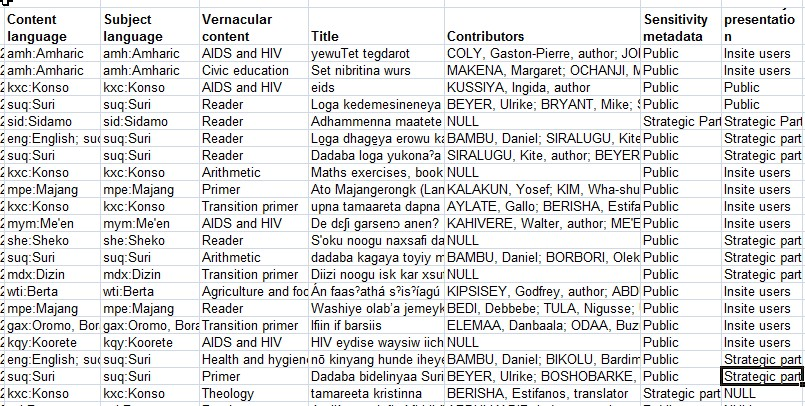 Content language Subject language Vernacular content Title Contributors Sensitivity metadata presentatio n
amh:Amharic amh:Amharic AIDS and HIV yewuTet tegdarot COLY, Gaston-Pierre, author; Public Insite users
amh:Amharic amh:Amharic Civic education Set nibritina wurs MAKENA, Margaret; OCHANJI, Public Insite users
kxc:Konso kxc:Konso AIDS and HIV eids KUSSIYA, Ingida, author Public Public
suq:Suri suq:Suri Reader Loga kedemesineneya BEYER, Ulrike; BRYANT, Mike; Public Public
sid:Sidamo sid:Sidamo Reader Adhammenna maatete NULL Strategic Part Strategic Part
eng:English; suq:Suri Reader Loga dhageya erowu ka BAMBU, Daniel; SIRALUGU, Kite Public Strategic part
suq:Suri suq:Suri Reader Dadaba loga yukonaˀa SIRALUGU, Kite, author; BEYER Public Strategic part
kxc:Konso kxc:Konso Arithmetic Maths exercises, book NULL Public Insite users
mpe:Majang mpe:Majang Primer Ato Majangerongk (Lan KALAKUN, Yosef; KIM, Wha-shu Public Insite users
kxc:Konso kxc:Konso Transition primer upna tamaareta dapna AYLATE, Gallo; BERISHA, Estifa Public Insite users
mym:Me'en mym:Me'en AIDS and HIV De dʃi garsenɔ anen? KAHIVERE, Walter, author; ME'E Public Insite users
she:Sheko she:Sheko Reader S'oku noogu naxsafi da NULL Public Strategic part
suq:Suri suq:Suri Arithmetic dadaba kagaya toyiy m BAMBU, Daniel; BORBORI, Olek Public Strategic part
mdx:Dizin mdx:Dizin Transition primer Diizi noogu isk kar xsu NULL Public Strategic part
wti:Berta wti:Berta Agriculture and foo Án faasˀathá sˀisˀíagú KIPSISEY, Godfrey, author; ABD Public Insite users
mpe:Majang mpe:Majang Reader Washiye olab'a jemeyk BEDI, Debbebe; TULA, Nigusse; Public Insite users
gax:Oromo, Bor gax:Oromo, Bora Transition primer Ifiin if barsiis ELEMAA, Danbaala; ODAA, Buz Public Insite users
kqy:Koorete kqy:Koorete AIDS and HIV HIV eydise waysiw iich NULL Public Insite users
eng:English; suq:Suri Health and hygiene nõ kinyang hunde iheye BAMBU, Daniel; BIKOLU, Bardim Public Strategic part
suq:Suri suq:Suri Primer Dadaba bidelinyaa Suri BEYER, Ulrike; BOSHOBARKE, Public Strategic part
kxc:Konso kxc:Konso Theology tamareeta kristinna BERISHA, Estifanos, translator Strategic part NULL